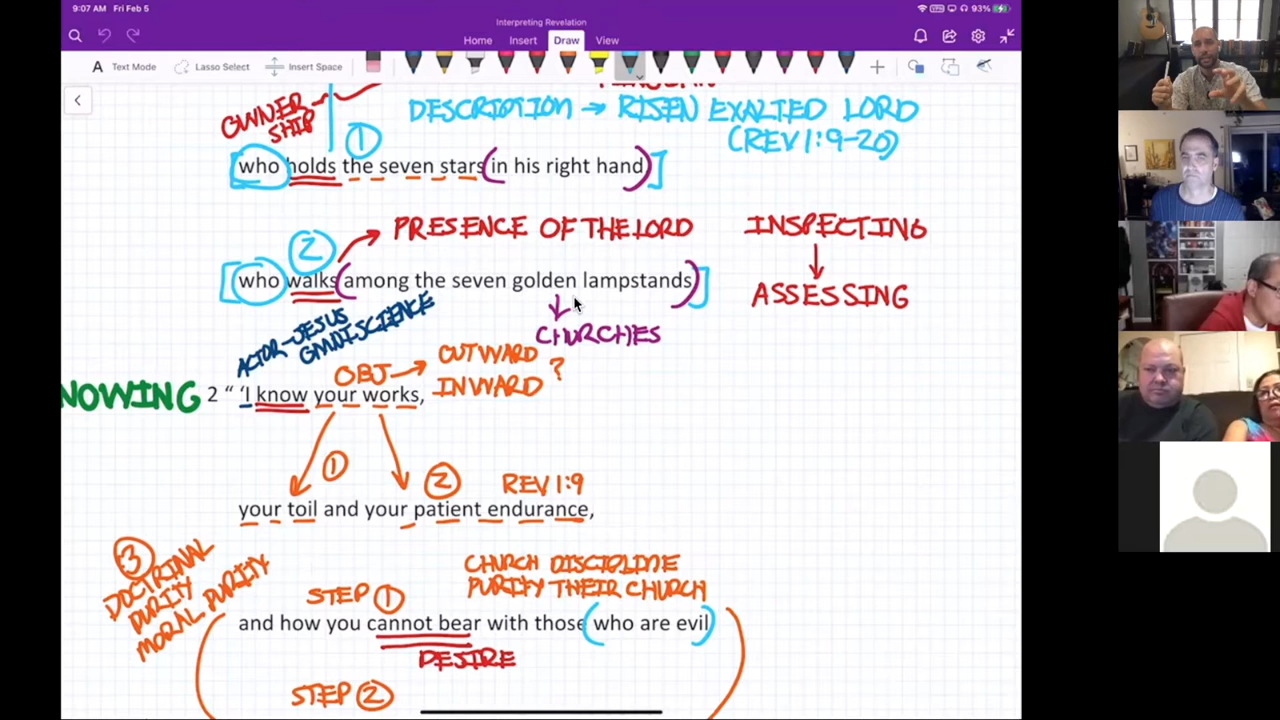 9:07 AM Fri Feb 5
VPN
93%
Interpreting Revelation
Home Insert Draw View
A Text Mode Lasso Select Insert Space
OWNER
SHIP
①
DESCRIPTION → RISEN EXALTED LORD
(REV 1:9-20)
[who holds the seven stars (in his right hand)]
② PRESENCE OF THE LORD
INSPECTING
[who walks (among the seven golden lampstands)]
ASSESSING
CHURCHES
ACTOR-JESUS
OMNISCIENCE
OBJ → OUTWARD
INWARD ?
NOWING 2 “ ‘I know your works,
① ② REV 1:9
your toil and your patient endurance,
③
DOCTRINAL
PURITY
MORAL PURITY
CHURCH DISCIPLINE
PURIFY THEIR CHURCH
STEP ①
and how you cannot bear with those (who are evil)
DESIRE
STEP ②